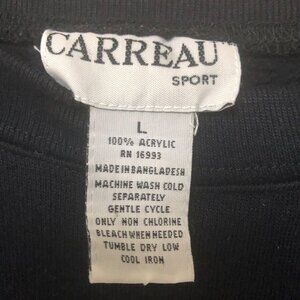 CARREAU
SPORT
L
100% ACRYLIC
RN 16993
MADE IN BANGLADESH
MACHINE WASH COLD
SEPARATELY
GENTLE CYCLE
ONLY NON CHLORINE
BLEACH WHEN NEEDED
TUMBLE DRY LOW
COOL IRON